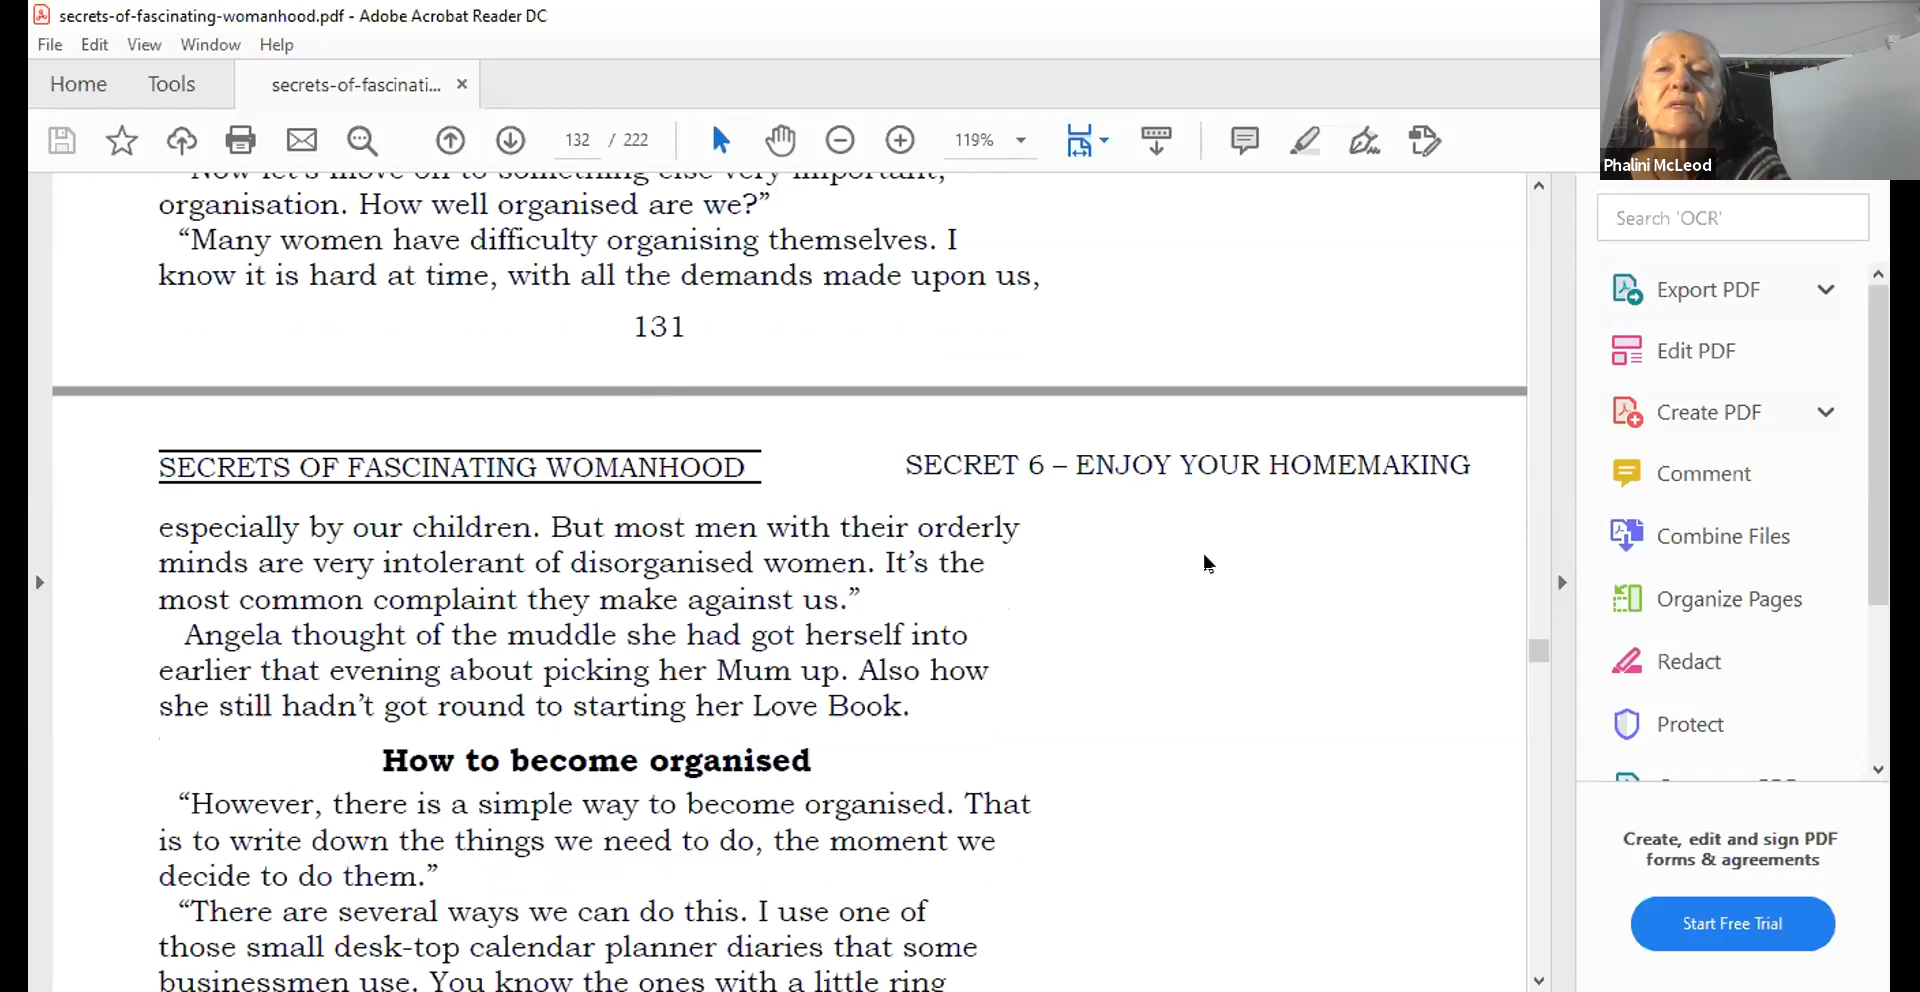 secrets-of-fascinating-womanhood.pdf - Adobe Acrobat Reader DC
File Edit View Window Help
Home Tools secrets-of-fascinati...
132 / 222 119%
Phalini McLeod
"Now let's move on to something else very important,
organisation. How well organised are we?”
“Many women have difficulty organising themselves. I
know it is hard at time, with all the demands made upon us,
131
SECRETS OF FASCINATING WOMANHOOD SECRET 6 – ENJOY YOUR HOMEMAKING
especially by our children. But most men with their orderly
minds are very intolerant of disorganised women. It’s the
most common complaint they make against us.”
Angela thought of the muddle she had got herself into
earlier that evening about picking her Mum up. Also how
she still hadn’t got round to starting her Love Book.
How to become organised
“However, there is a simple way to become organised. That
is to write down the things we need to do, the moment we
decide to do them.”
“There are several ways we can do this. I use one of
those small desk-top calendar planner diaries that some
businessmen use. You know the ones with a little ring
Search 'OCR'
Export PDF
Edit PDF
Create PDF
Comment
Combine Files
Organize Pages
Redact
Protect
Create, edit and sign PDF
forms & agreements
Start Free Trial